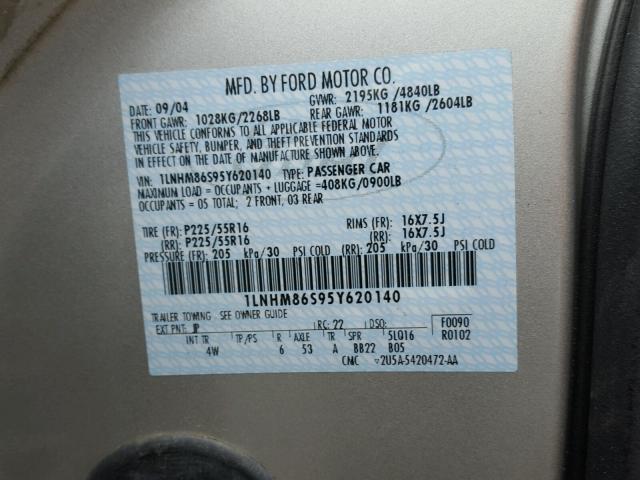 MFD. BY FORD MOTOR CO.
DATE: 09/04 GVWR: 2195KG /4840LB
FRONT GAWR: 1028KG/2268LB REAR GAWR: 1181KG /2604LB
THIS VEHICLE CONFORMS TO ALL APPLICABLE FEDERAL MOTOR
VEHICLE SAFETY, BUMPER, AND THEFT PREVENTION STANDARDS
IN EFFECT ON THE DATE OF MANUFACTURE SHOWN ABOVE.
VIN: 1LNHM86S95Y620140 TYPE: PASSENGER CAR
MAXIMUM LOAD = OCCUPANTS + LUGGAGE =408KG/0900LB
OCCUPANTS = 05 TOTAL; 2 FRONT, 03 REAR
TIRE (FR): P225/55R16 RIMS (FR): 16X7.5J
(RR): P225/55R16 (RR): 16X7.5J
PRESSURE (FR): 205 kPa/30 PSI COLD (RR): 205 kPa/30 PSI COLD
1LNHM86S95Y620140
TRAILER TOWING - SEE OWNER GUIDE
EXT PNT: JP RC: 22 DSO: F0090
INT TR TP/PS R AXLE TR SPR 5LQ16 R0102
4W 6 53 A BB22 B05
CMC ▽2U5A-5420472-AA